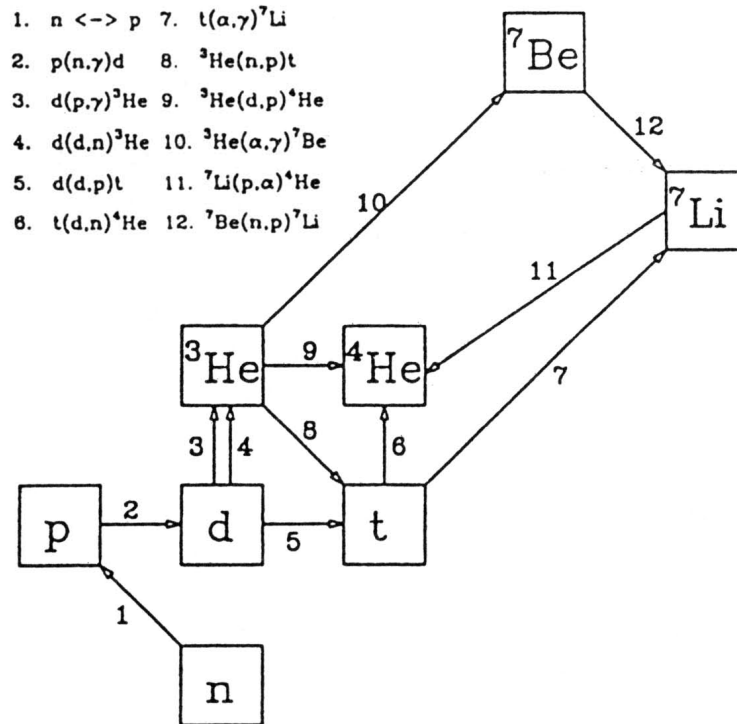 1. n <-> p 7. t(α,γ)⁷Li
2. p(n,γ)d 8. ³He(n,p)t
3. d(p,γ)³He 9. ³He(d,p)⁴He
4. d(d,n)³He 10. ³He(α,γ)⁷Be
5. d(d,p)t 11. ⁷Li(p,α)⁴He
6. t(d,n)⁴He 12. ⁷Be(n,p)⁷Li
⁷Be
12
10
⁷Li
11
³He
9
⁴He
7
3
4
8
6
p
2
d
5
t
1
n